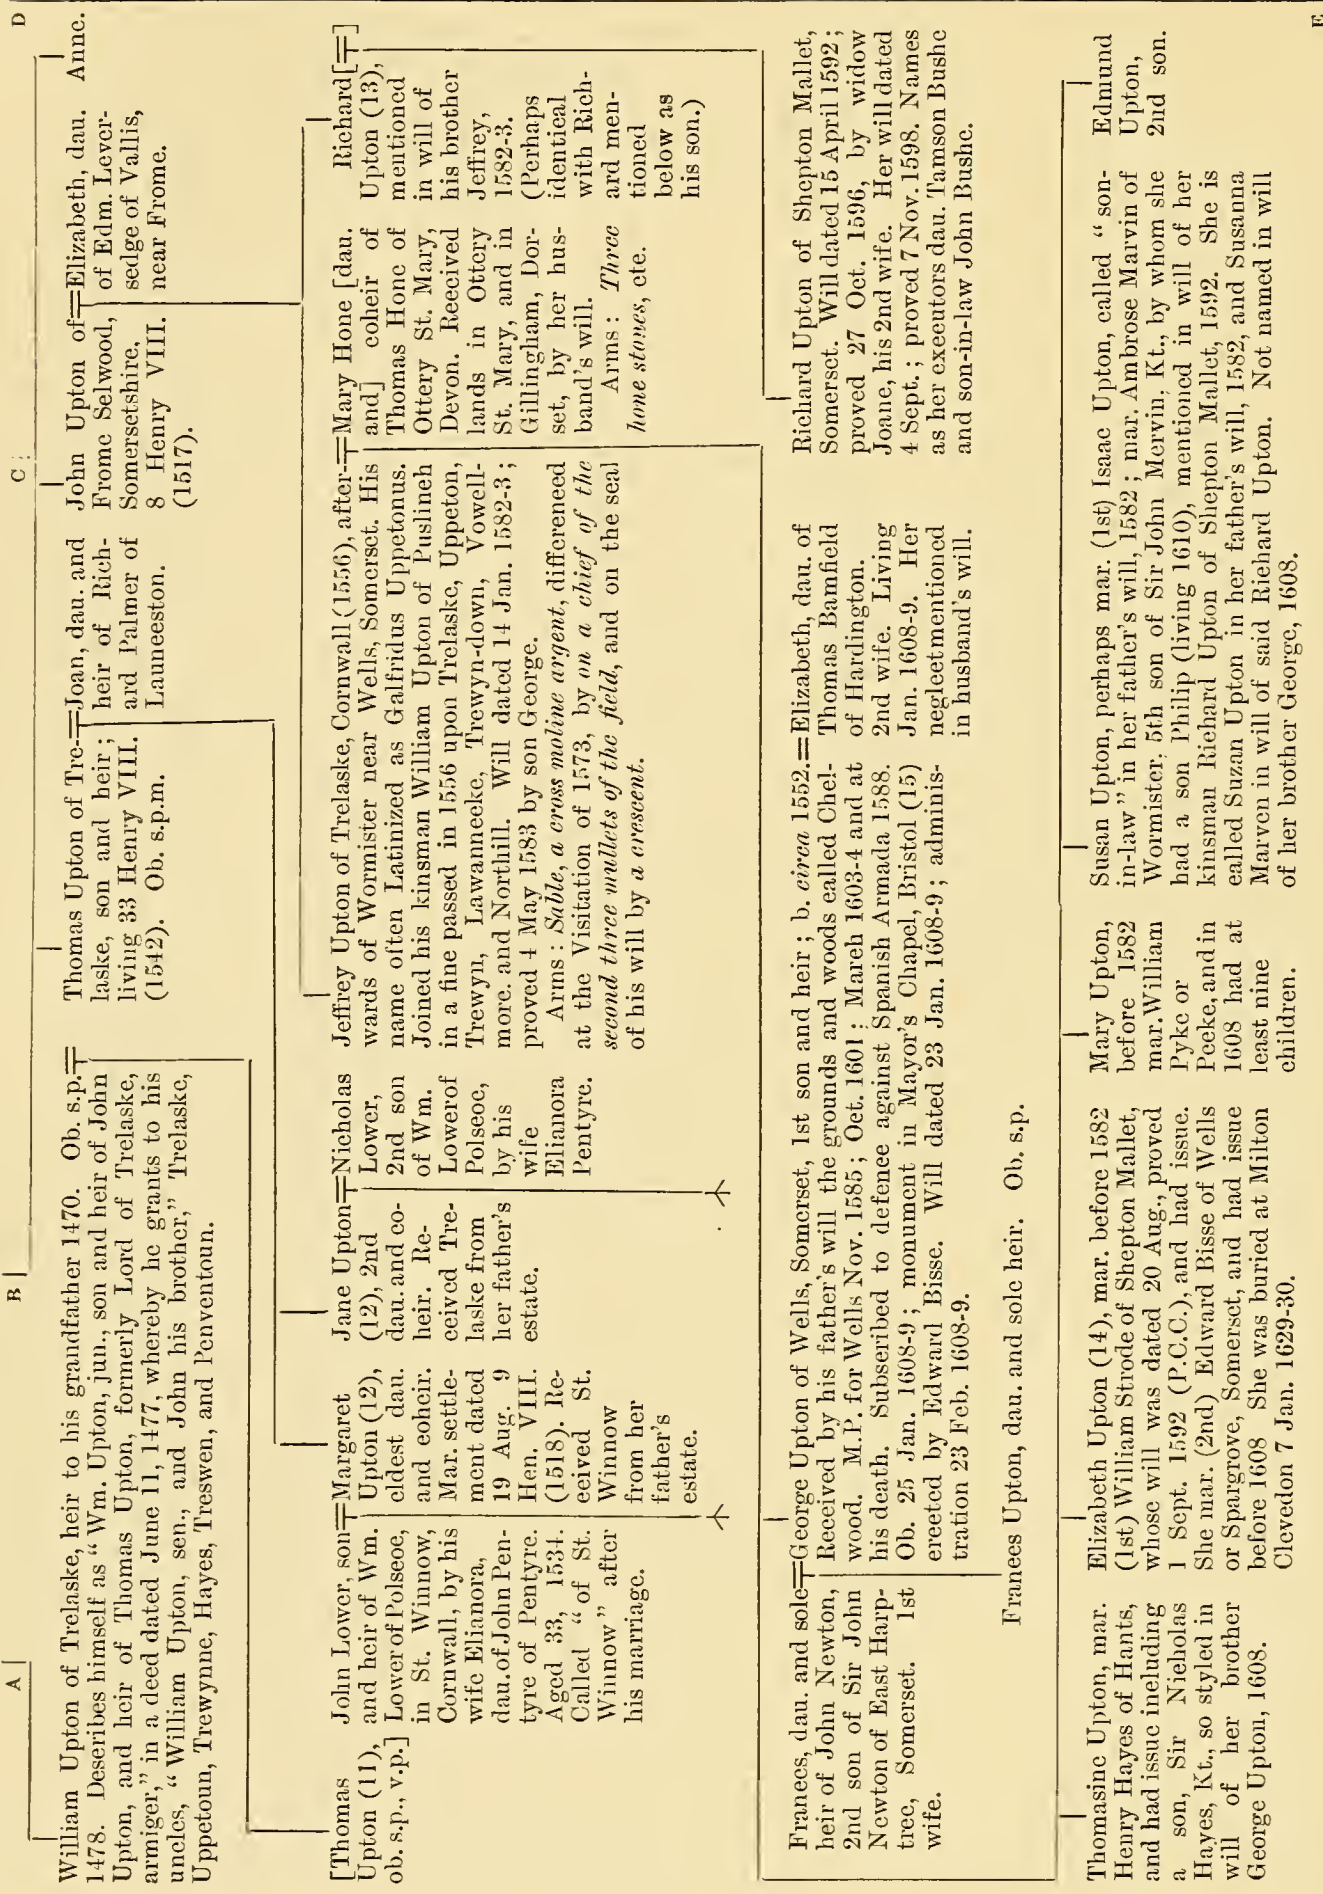 A
B
C
D
William Upton of Trelaske, heir to his grandfather 1470. Ob. s.p.
1478. Describes himself as “Wm. Upton, jun., son and heir of John
Upton, and heir of Thomas Upton, formerly Lord of Trelaske,
armiger,” in a deed dated June 11, 1477, whereby he grants to his
uncles, “William Upton, sen., and John his brother,” Trelaske,
Uppetoun, Trewynne, Hayes, Treswen, and Penventoun.
Thomas Upton of Tre-
laske, son and heir;
living 33 Henry VIII.
(1542). Ob. s.p.m.
Joan, dau. and
heir of Rich-
ard Palmer of
Launceston.
John Upton of
Frome Selwood,
Somersetshire,
8 Henry VIII.
(1517).
Elizabeth, dau.
of Edm. Lever-
sedge of Vallis,
near Frome.
Anne.
[Thomas
Upton (11),
ob. s.p., v.p.]
John Lower, son
and heir of Wm.
Lower of Polscoe,
in St. Winnow,
Cornwall, by his
wife Elianora,
dau. of John Pen-
tyre of Pentyre.
Aged 33, 1534.
Called “of St.
Winnow” after
his marriage.
Margaret
Upton (12),
eldest dau.
and coheir.
Mar. settle-
ment dated
19 Aug. 9
Hen. VIII.
(1518). Re-
ceived St.
Winnow
from her
father's
estate.
Jane Upton
(12), 2nd
dau. and co-
heir. Re-
ceived Tre-
laske from
her father's
estate.
Nicholas
Lower,
2nd son
of Wm.
Lower of
Polscoe,
by his
wife
Elianora
Pentyre.
Jeffrey Upton of Trelaske, Cornwall (1556), after-
wards of Wormister near Wells, Somerset. His
name often Latinized as Galfridus Uppetonus.
Joined his kinsman William Upton of Puslinch
in a fine passed in 1556 upon Trelaske, Uppeton,
Trewyn, Lawannecke, Trewyn-down, Vowell-
more, and Northill. Will dated 14 Jan. 1582-3;
proved 4 May 1583 by son George.
Arms: Sable, a cross moline argent, differenced
at the Visitation of 1573, by on a chief of the
second three mullets of the field, and on the seal
of his will by a crescent.
Mary Hone [dau.
and] coheir of
Thomas Hone of
Ottery St. Mary,
Devon. Received
lands in Ottery
St. Mary, and in
Gillingham, Dor-
set, by her hus-
band's will.
Arms: Three
hone stones, etc.
Richard [=]
Upton (13),
mentioned
in will of
his brother
Jeffrey,
1582-3.
(Perhaps
identical
with Rich-
ard men-
tioned
below as
his son.)
Frances, dau. and sole
heir of John Newton,
2nd son of Sir John
Newton of East Harp-
tree, Somerset. 1st
wife.
George Upton of Wells, Somerset, 1st son and heir; b. circa 1552.
Received by his father's will the grounds and woods called Chel-
wood. M.P. for Wells Nov. 1585; Oct. 1601; March 1603-4 and at
his death. Subscribed to defence against Spanish Armada 1588.
Ob. 25 Jan. 1608-9; monument in Mayor's Chapel, Bristol (15)
erected by Edward Bisse. Will dated 23 Jan. 1608-9; adminis-
tration 23 Feb. 1608-9.
Elizabeth, dau. of
Thomas Bamfield
of Hardington.
2nd wife. Living
Jan. 1608-9. Her
neglect mentioned
in husband's will.
Richard Upton of Shepton Mallet,
Somerset. Will dated 15 April 1592;
proved 27 Oct. 1596, by widow
Joane, his 2nd wife. Her will dated
4 Sept.; proved 7 Nov. 1598. Names
as her executors dau. Tamson Bushe
and son-in-law John Bushe.
Frances Upton, dau. and sole heir. Ob. s.p.
Thomasine Upton, mar.
Henry Hayes of Hants,
and had issue including
a son, Sir Nicholas
Hayes, Kt., so styled in
will of her brother
George Upton, 1608.
Elizabeth Upton (14), mar. before 1582
(1st) William Strode of Shepton Mallet,
whose will was dated 20 Aug., proved
1 Sept. 1592 (P.C.C.), and had issue.
She mar. (2nd) Edward Bisse of Wells
or Spargrove, Somerset, and had issue
before 1608 She was buried at Milton
Clevedon 7 Jan. 1629-30.
Mary Upton,
before 1582
mar. William
Pyke or
Peeke, and in
1608 had at
least nine
children.
Susan Upton, perhaps mar. (1st) Isaac Upton, called “son-
in-law” in her father's will, 1582; mar. Ambrose Marvin of
Wormister, 5th son of Sir John Mervin, Kt., by whom she
had a son Philip (living 1610), mentioned in will of her
kinsman Richard Upton of Shepton Mallet, 1592. She is
called Suzan Upton in her father's will, 1582, and Susanna
Marven in will of said Richard Upton. Not named in will
of her brother George, 1608.
Edmund
Upton,
2nd son.
E